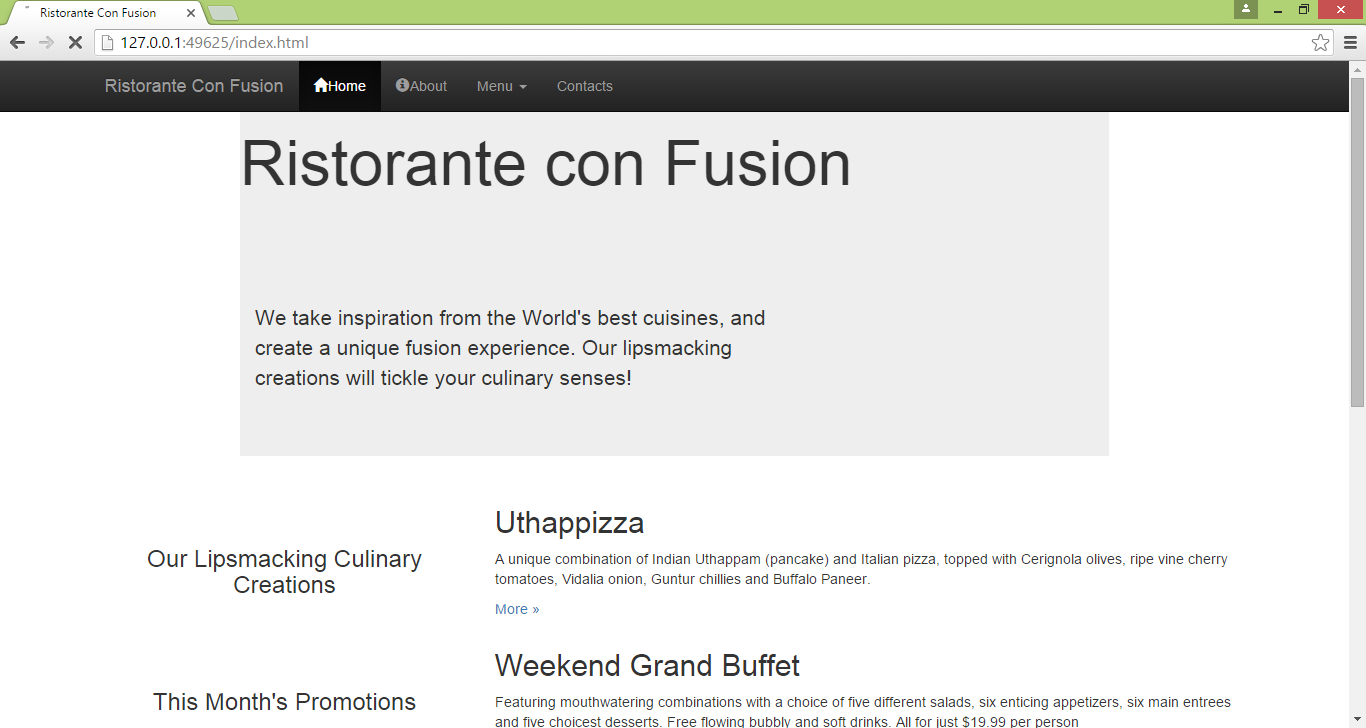 Ristorante Con Fusion
127.0.0.1:49625/index.html
Ristorante Con Fusion Home About Menu Contacts
Ristorante con Fusion
We take inspiration from the World's best cuisines, and
create a unique fusion experience. Our lipsmacking
creations will tickle your culinary senses!
Our Lipsmacking Culinary
Creations
Uthappizza
A unique combination of Indian Uthappam (pancake) and Italian pizza, topped with Cerignola olives, ripe vine cherry
tomatoes, Vidalia onion, Guntur chillies and Buffalo Paneer.
More »
This Month's Promotions
Weekend Grand Buffet
Featuring mouthwatering combinations with a choice of five different salads, six enticing appetizers, six main entrees
and five choicest desserts. Free flowing bubbly and soft drinks. All for just $19.99 per person